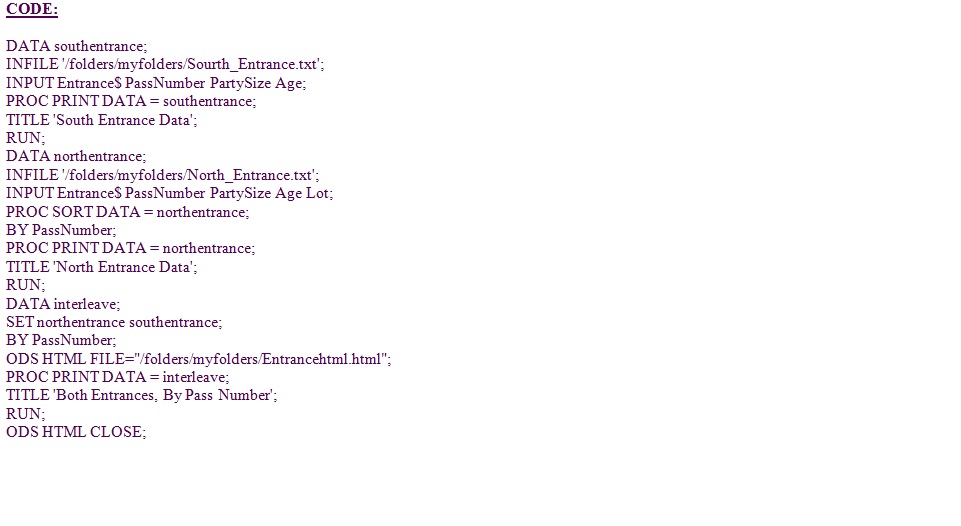 CODE:
DATA southentrance;
INFILE '/folders/myfolders/Sourth_Entrance.txt';
INPUT Entrance$ PassNumber PartySize Age;
PROC PRINT DATA = southentrance;
TITLE 'South Entrance Data';
RUN;
DATA northentrance;
INFILE '/folders/myfolders/North_Entrance.txt';
INPUT Entrance$ PassNumber PartySize Age Lot;
PROC SORT DATA = northentrance;
BY PassNumber;
PROC PRINT DATA = northentrance;
TITLE 'North Entrance Data';
RUN;
DATA interleave;
SET northentrance southentrance;
BY PassNumber;
ODS HTML FILE="/folders/myfolders/Entrancehtml.html";
PROC PRINT DATA = interleave;
TITLE 'Both Entrances, By Pass Number';
RUN;
ODS HTML CLOSE;